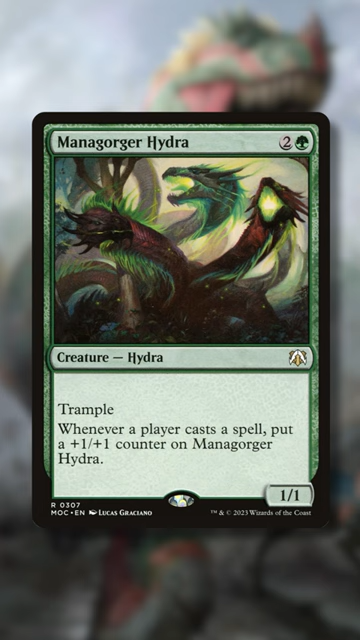 Managorger Hydra 2
Creature — Hydra
Trample
Whenever a player casts a spell, put
a +1/+1 counter on Managorger
Hydra.
1/1
R 0307
MOC • EN Lucas Graciano ™ & © 2023 Wizards of the Coast